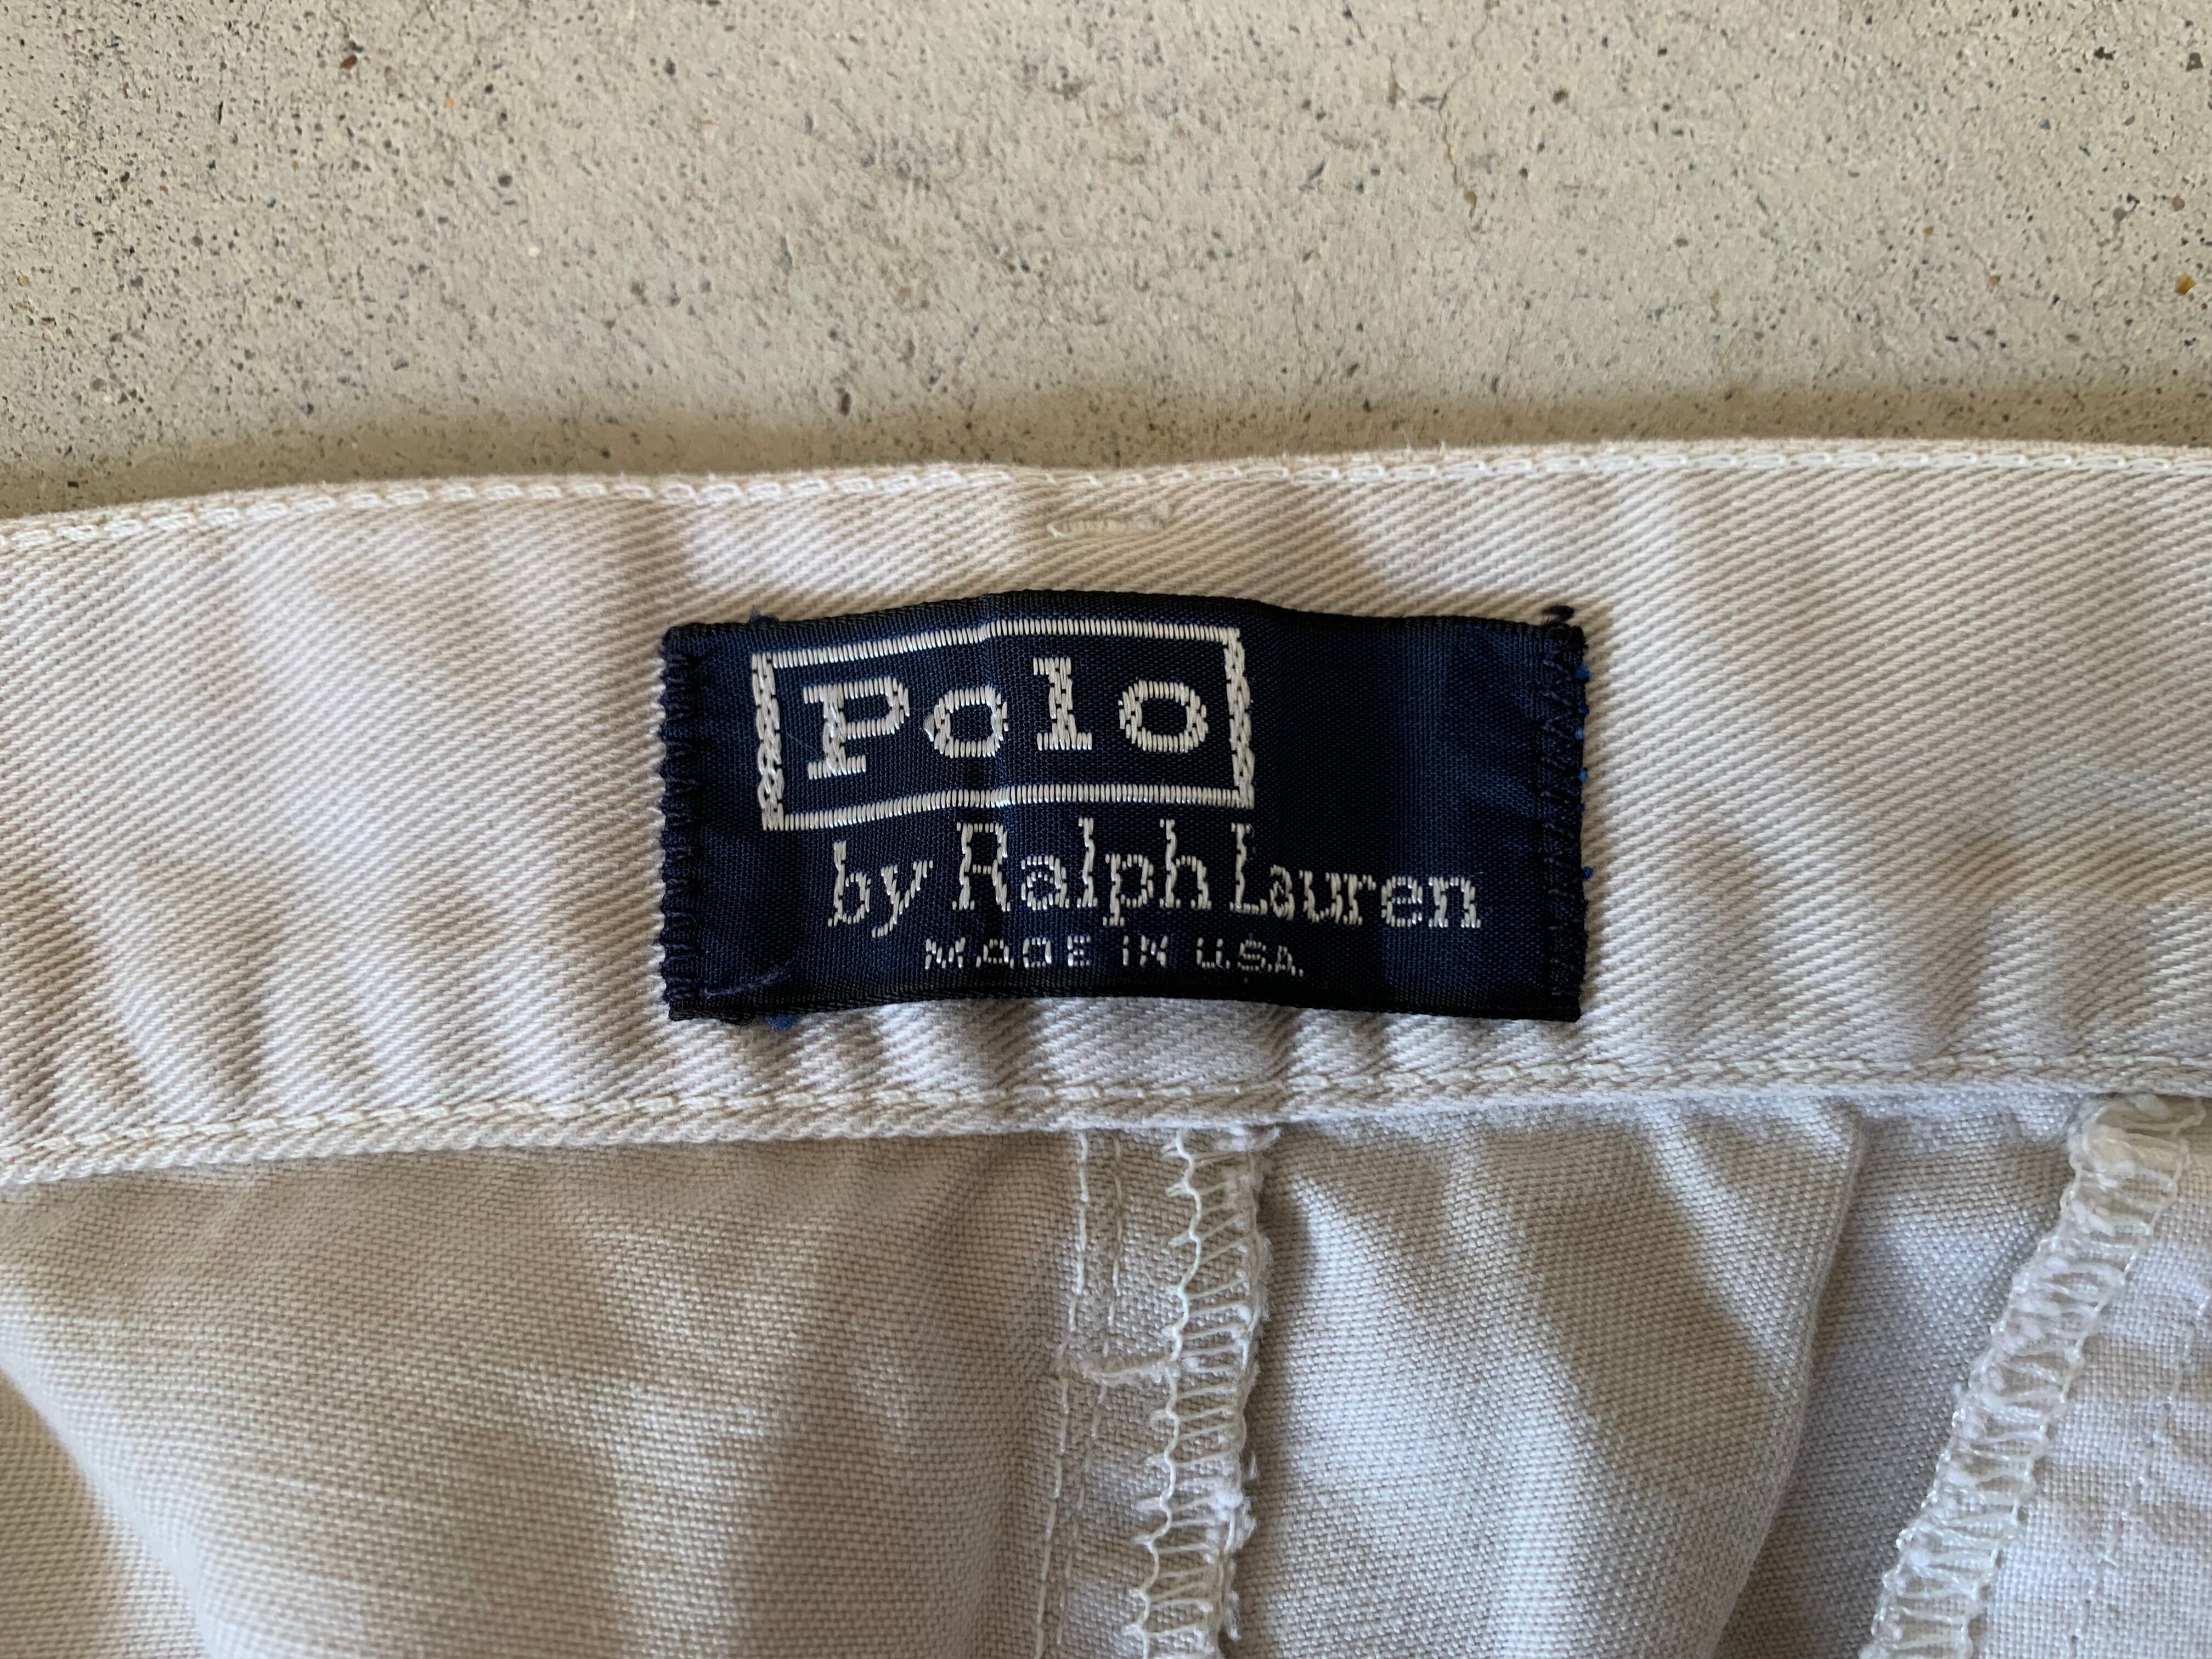 Polo
by Ralph Lauren
MADE IN U.S.A.